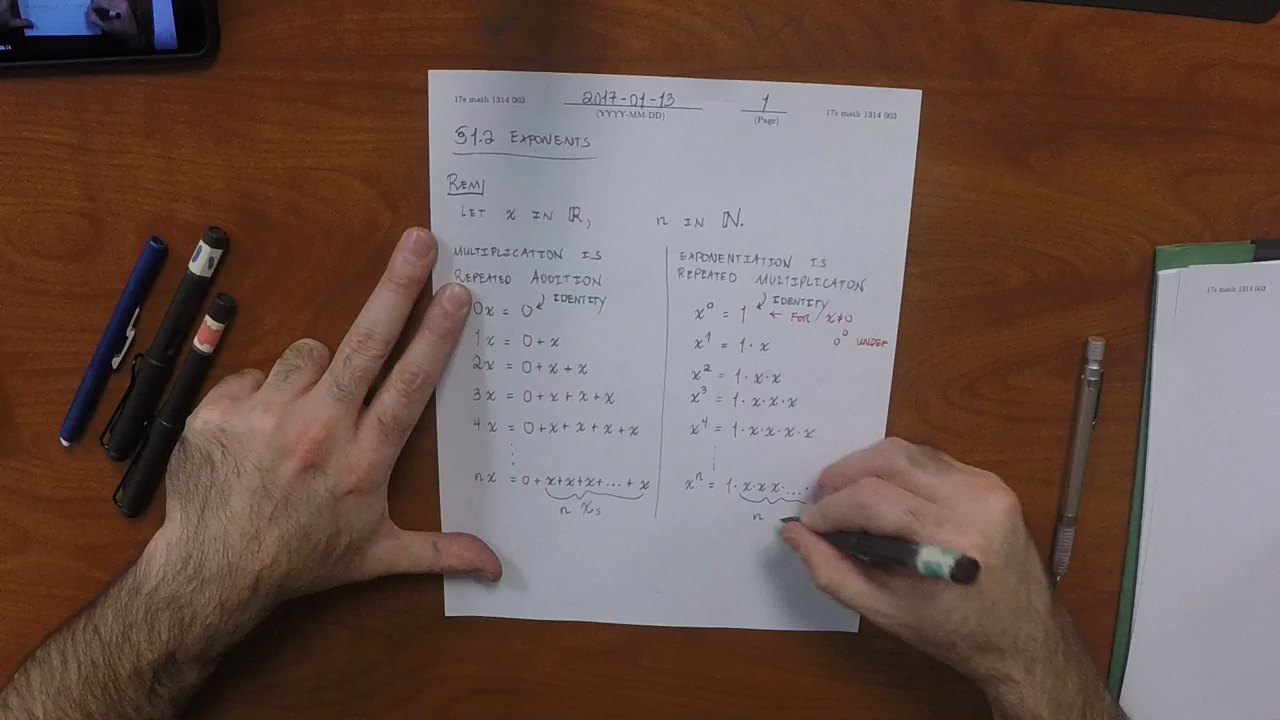 17s math 1314 003 2017-01-13 1 17s math 1314 003
(YYYY-MM-DD) (Page)
§1.2 EXPONENTS
REM
LET x IN ℝ, n IN ℕ.
MULTIPLICATION IS
REPEATED ADDITION
0x = 0 IDENTITY
1x = 0+x
2x = 0+x+x
3x = 0+x+x+x
4x = 0+x+x+x+x
⋮
nx = 0+x+x+x+...+x
n xs
EXPONENTIATION IS
REPEATED MULTIPLICATON
x⁰ = 1 IDENTITY
← FOR x≠0
0⁰ UNDEF
x¹ = 1·x
x² = 1·x·x
x³ = 1·x·x·x
x⁴ = 1·x·x·x·x
⋮
xⁿ = 1·x·x·x·...·
n
17s math 1314 003